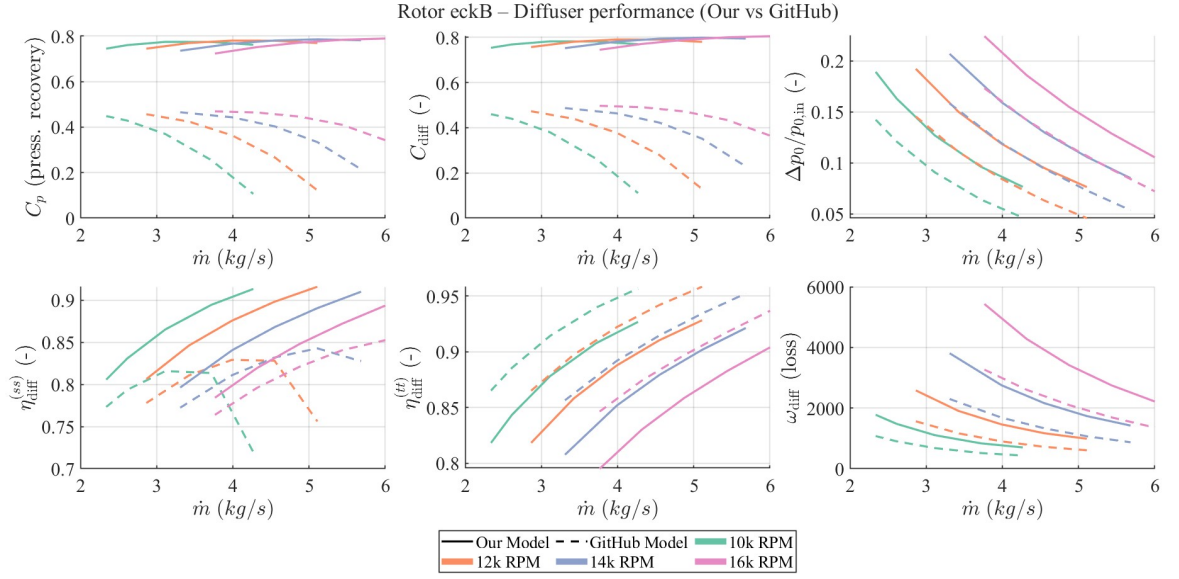 Rotor eckB – Diffuser performance (Our vs GitHub)
0.8
0.6
0.4
0.2
0
2 3 4 5 6
C_p (press. recovery)
ṁ (kg/s)
0.8
0.6
0.4
0.2
0
2 3 4 5 6
C_diff (-)
ṁ (kg/s)
0.2
0.15
0.1
0.05
2 3 4 5 6
Δp_0/p_0,in (-)
ṁ (kg/s)
0.9
0.85
0.8
0.75
0.7
2 3 4 5 6
η_diff^(ss) (-)
ṁ (kg/s)
0.95
0.9
0.85
0.8
2 3 4 5 6
η_diff^(tt) (-)
ṁ (kg/s)
6000
4000
2000
0
2 3 4 5 6
ω_diff (loss)
ṁ (kg/s)
Our Model GitHub Model 10k RPM
12k RPM 14k RPM 16k RPM